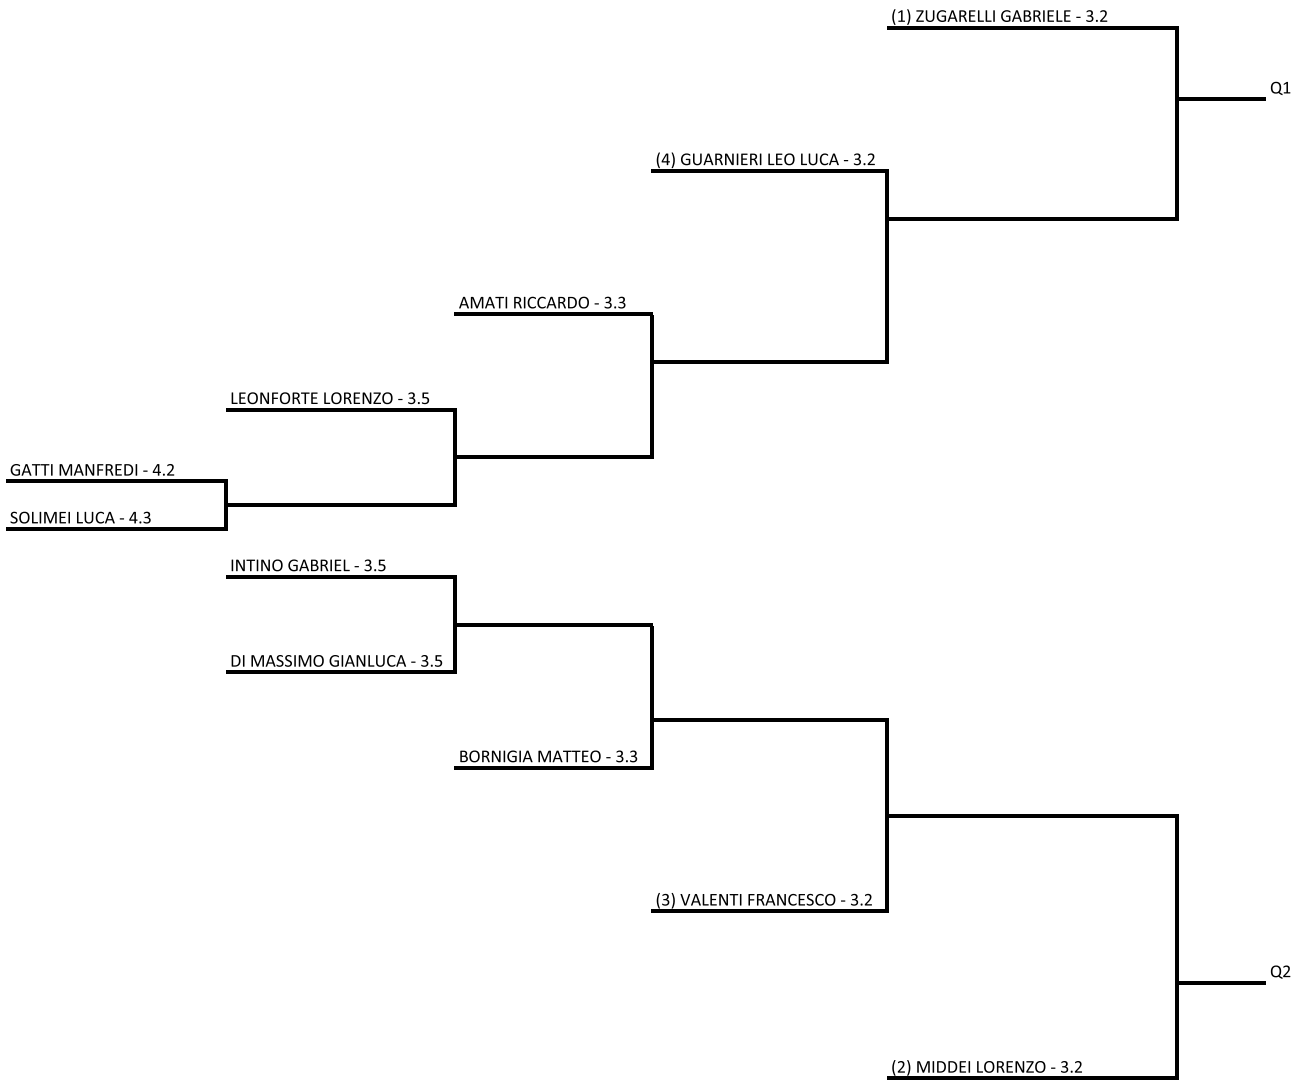 (1) ZUGARELLI GABRIELE - 3.2
Q1
(4) GUARNIERI LEO LUCA - 3.2
AMATI RICCARDO - 3.3
LEONFORTE LORENZO - 3.5
GATTI MANFREDI - 4.2
SOLIMEI LUCA - 4.3
INTINO GABRIEL - 3.5
DI MASSIMO GIANLUCA - 3.5
BORNIGIA MATTEO - 3.3
(3) VALENTI FRANCESCO - 3.2
Q2
(2) MIDDEI LORENZO - 3.2